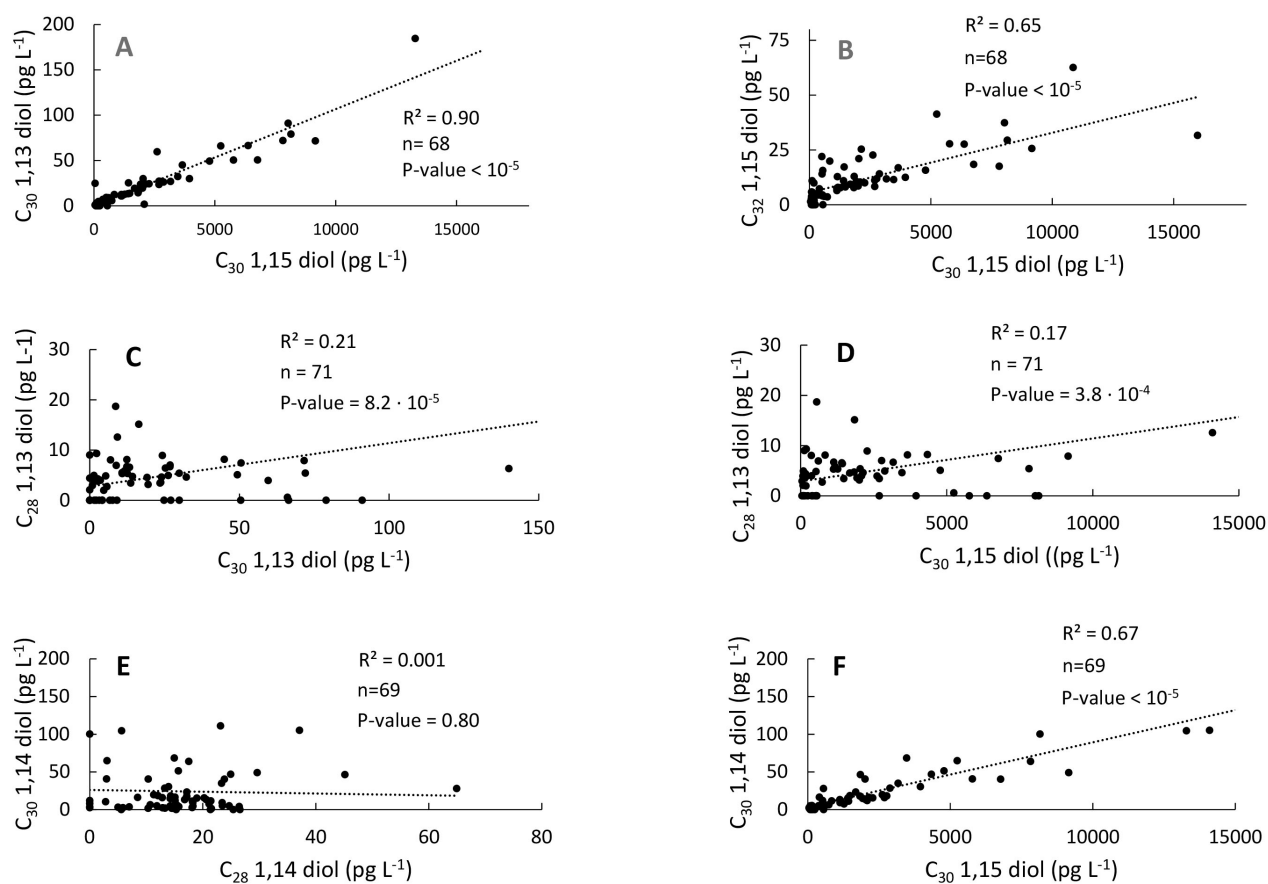 A
C₃₀ 1,13 diol (pg L⁻¹)
200
150
100
50
0
R² = 0.90
n= 68
P-value < 10⁻⁵
0 5000 10000 15000
C₃₀ 1,15 diol (pg L⁻¹)
B
C₃₂ 1,15 diol (pg L⁻¹)
75
50
25
0
R² = 0.65
n=68
P-value < 10⁻⁵
0 5000 10000 15000
C₃₀ 1,15 diol (pg L⁻¹)
C
C₂₈ 1,13 diol (pg L-1)
30
20
10
0
R² = 0.21
n = 71
P-value = 8.2 · 10⁻⁵
0 50 100 150
C₃₀ 1,13 diol (pg L⁻¹)
D
C₂₈ 1,13 diol (pg L⁻¹)
30
20
10
0
R² = 0.17
n = 71
P-value = 3.8 · 10⁻⁴
0 5000 10000 15000
C₃₀ 1,15 diol ((pg L⁻¹)
E
C₃₀ 1,14 diol (pg L⁻¹)
200
150
100
50
0
R² = 0.001
n=69
P-value = 0.80
0 20 40 60 80
C₂₈ 1,14 diol (pg L⁻¹)
F
C₃₀ 1,14 diol (pg L⁻¹)
200
150
100
50
0
R² = 0.67
n=69
P-value < 10⁻⁵
0 5000 10000 15000
C₃₀ 1,15 diol (pg L⁻¹)